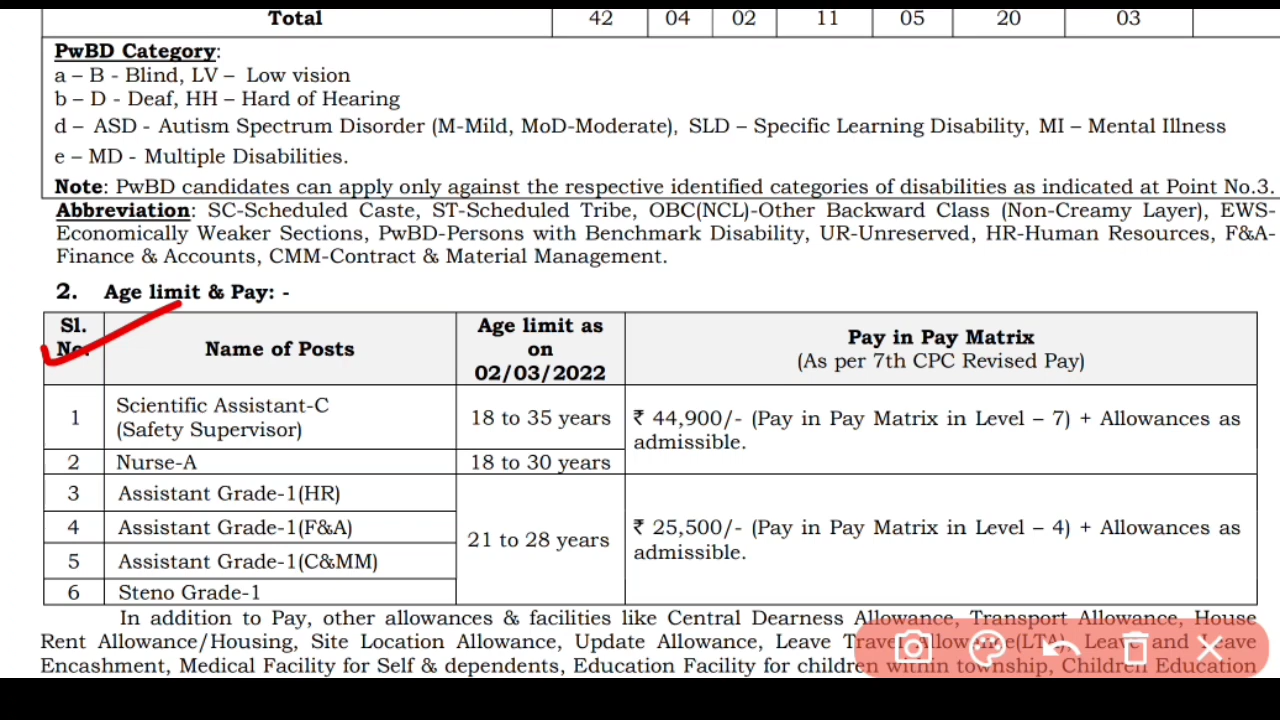 Total 42 04 02 11 05 20 03
PwBD Category:
a – B - Blind, LV – Low vision
b – D - Deaf, HH – Hard of Hearing
d – ASD - Autism Spectrum Disorder (M-Mild, MoD-Moderate), SLD – Specific Learning Disability, MI – Mental Illness
e – MD - Multiple Disabilities.
Note: PwBD candidates can apply only against the respective identified categories of disabilities as indicated at Point No.3.
Abbreviation: SC-Scheduled Caste, ST-Scheduled Tribe, OBC(NCL)-Other Backward Class (Non-Creamy Layer), EWS-
Economically Weaker Sections, PwBD-Persons with Benchmark Disability, UR-Unreserved, HR-Human Resources, F&A-
Finance & Accounts, CMM-Contract & Material Management.
2. Age limit & Pay: -
Sl. No. Name of Posts Age limit as on 02/03/2022 Pay in Pay Matrix
(As per 7th CPC Revised Pay)
1 Scientific Assistant-C
(Safety Supervisor) 18 to 35 years ₹ 44,900/- (Pay in Pay Matrix in Level – 7) + Allowances as
admissible.
2 Nurse-A 18 to 30 years
3 Assistant Grade-1(HR)
4 Assistant Grade-1(F&A) 21 to 28 years ₹ 25,500/- (Pay in Pay Matrix in Level – 4) + Allowances as
admissible.
5 Assistant Grade-1(C&MM)
6 Steno Grade-1
In addition to Pay, other allowances & facilities like Central Dearness Allowance, Transport Allowance, House
Rent Allowance/Housing, Site Location Allowance, Update Allowance, Leave Travel Allowance(LTA), Leave and Leave
Encashment, Medical Facility for Self & dependents, Education Facility for children within township, Children Education